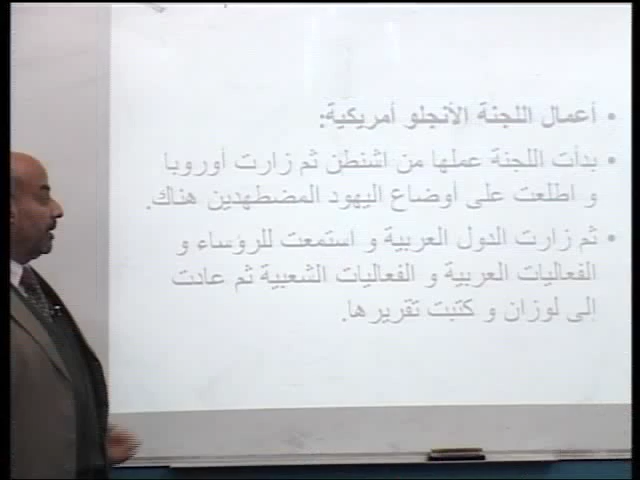 • أعمال اللجنة الأنجلو أمريكية:
• بدأت اللجنة عملها من اشنطن ثم زارت أوروبا
و اطلعت على أوضاع اليهود المضطهدين هناك.
• ثم زارت الدول العربية و استمعت للرؤساء و
الفعاليات العربية و الفعاليات الشعبية ثم عادت
إلى لوزان و كتبت تقريرها.